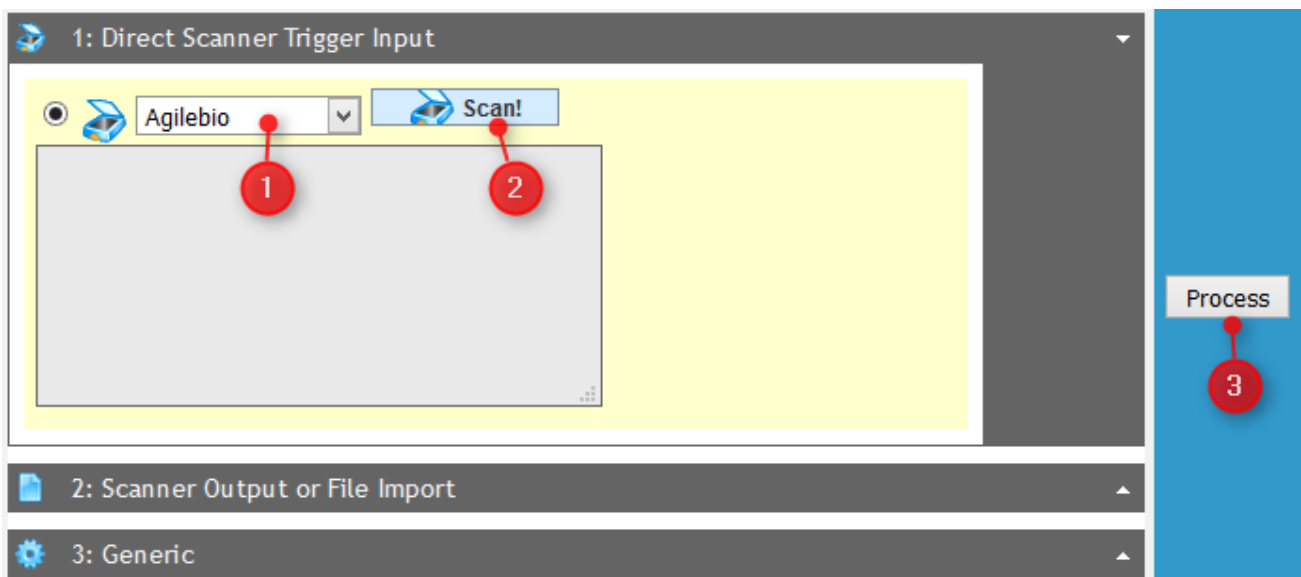 1: Direct Scanner Trigger Input
Agilebio
Scan!
1
2
Process
3
2: Scanner Output or File Import
3: Generic